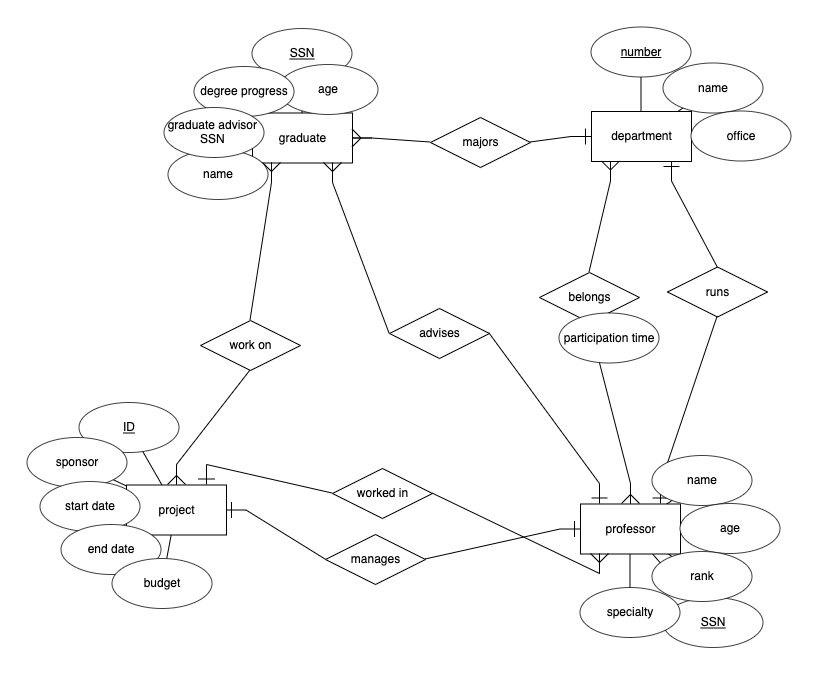 SSN
number
degree progress
age
name
graduate advisor
SSN
graduate
majors
department
office
name
belongs
runs
participation time
work on
advises
ID
sponsor
start date
project
end date
budget
worked in
manages
name
professor
age
rank
specialty
SSN